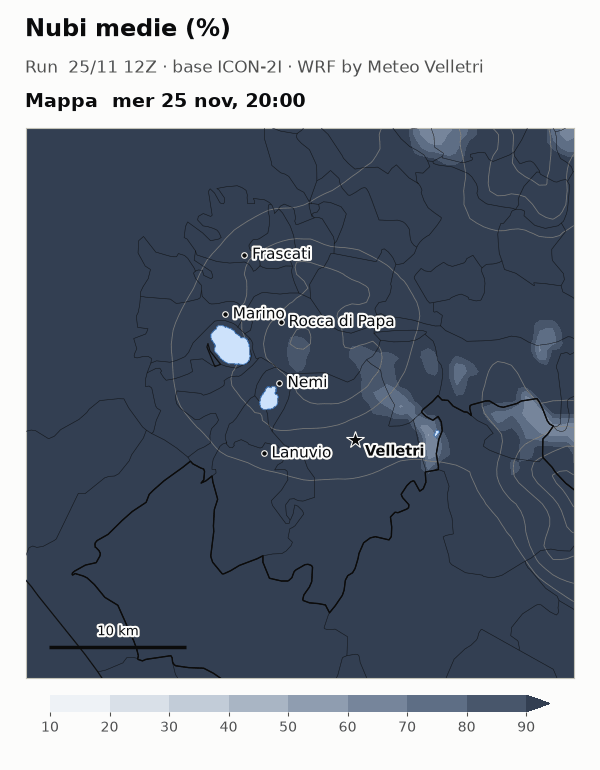 Nubi medie (%)
Run  25/11 12Z · base ICON-2I · WRF by Meteo Velletri
Mappa  mer 25 nov, 20:00
Frascati
Marino
Rocca di Papa
Nemi
Velletri
Lanuvio
10 km
10 20 30 40 50 60 70 80 90